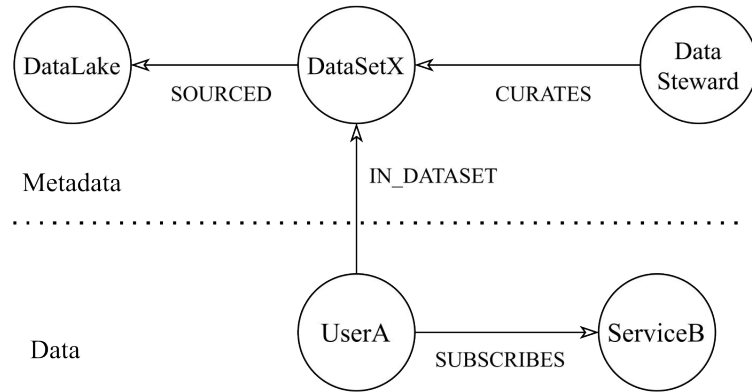 DataLake
DataSetX
Data
Steward
SOURCED
CURATES
Metadata
IN_DATASET
UserA
ServiceB
SUBSCRIBES
Data